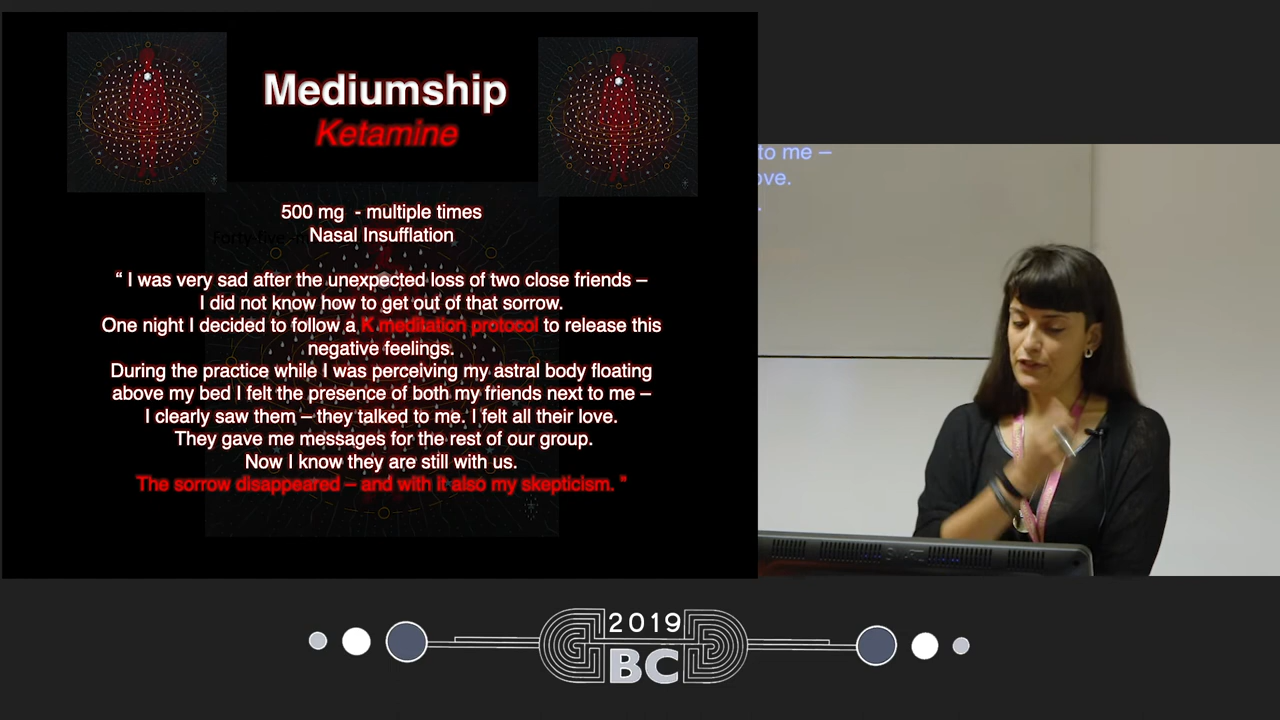 Mediumship
Ketamine
500 mg - multiple times
Forty-five
Nasal Insufflation
“ I was very sad after the unexpected loss of two close friends –
I did not know how to get out of that sorrow.
One night I decided to follow a K meditation protocol to release this
negative feelings.
During the practice while I was perceiving my astral body floating
above my bed I felt the presence of both my friends next to me –
I clearly saw them – they talked to me. I felt all their love.
They gave me messages for the rest of our group.
Now I know they are still with us.
The sorrow disappeared – and with it also my skepticism. ”
to me –
ove.
.
2019
BC